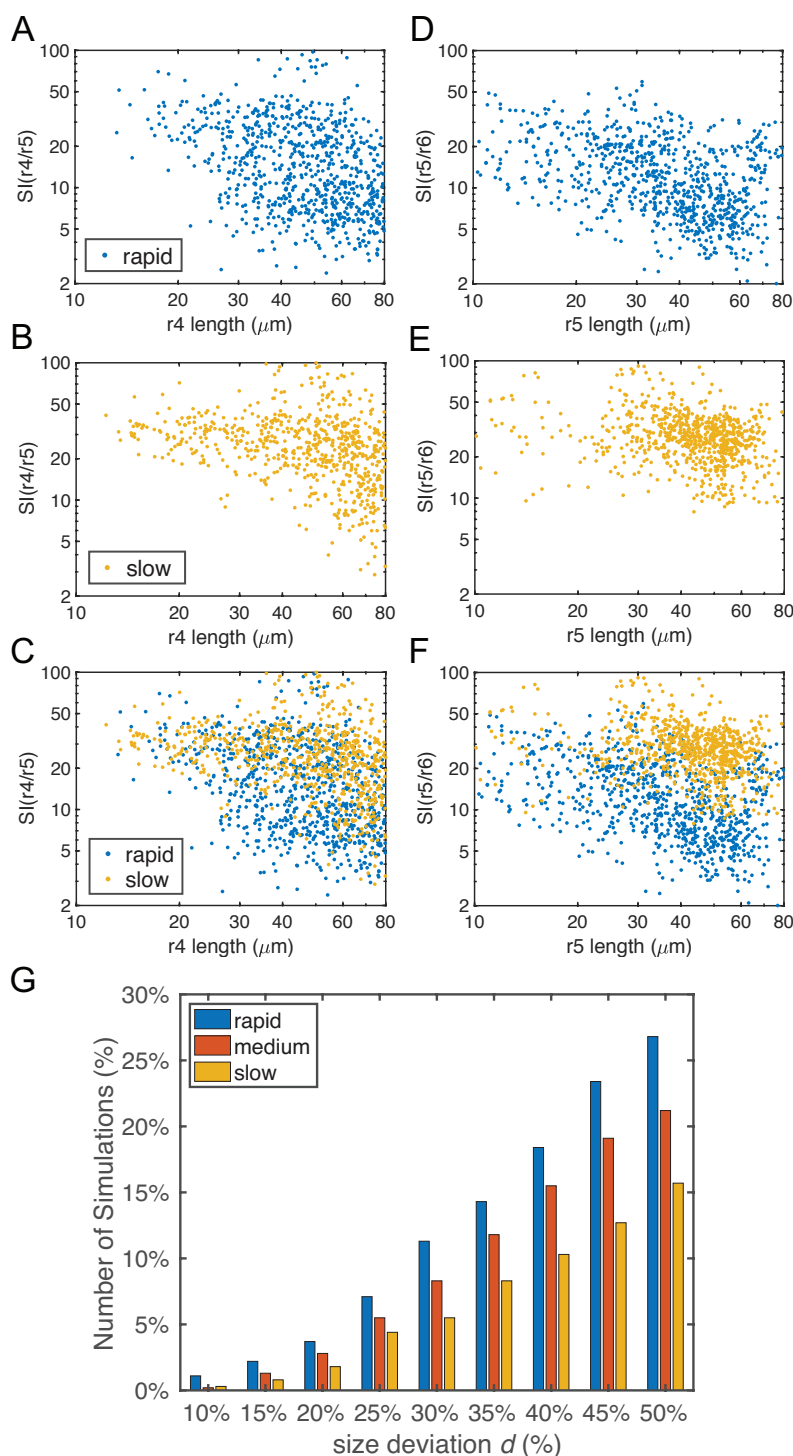 A
100
50
20
10
5
2
SI(r4/r5)
rapid
10 20 30 40 60 80
r4 length (μm)
D
100
50
20
10
5
2
SI(r5/r6)
10 20 30 40 60 80
r5 length (μm)
B
100
50
20
10
5
2
SI(r4/r5)
slow
10 20 30 40 60 80
r4 length (μm)
E
100
50
20
10
5
2
SI(r5/r6)
10 20 30 40 60 80
r5 length (μm)
C
100
50
20
10
5
2
SI(r4/r5)
rapid
slow
10 20 30 40 60 80
r4 length (μm)
F
100
50
20
10
5
2
SI(r5/r6)
10 20 30 40 60 80
r5 length (μm)
G
30%
25%
20%
15%
10%
5%
0%
Number of Simulations (%)
rapid
medium
slow
10% 15% 20% 25% 30% 35% 40% 45% 50%
size deviation d (%)